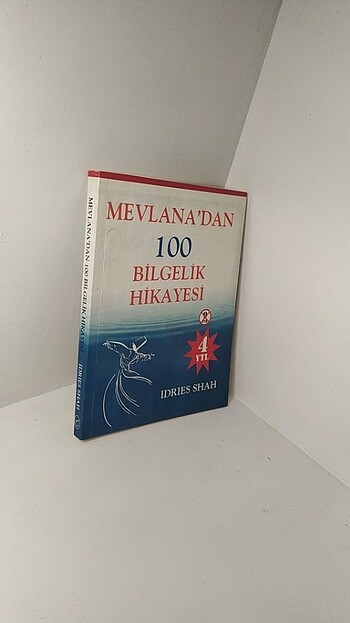 MEVLANA'DAN
100
BİLGELİK
HİKAYESİ
4
YTL
IDRIES SHAH
MEVLANA'DAN 100 BİLGELİK HİKAYESİ IDRIES SHAH